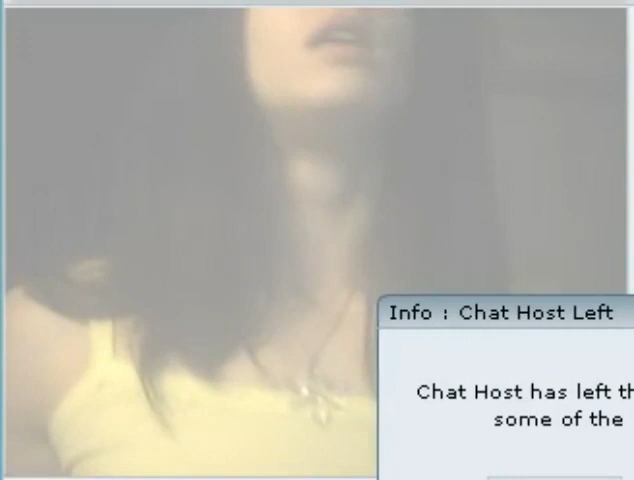 Info : Chat Host Left
Chat Host has left
some of the